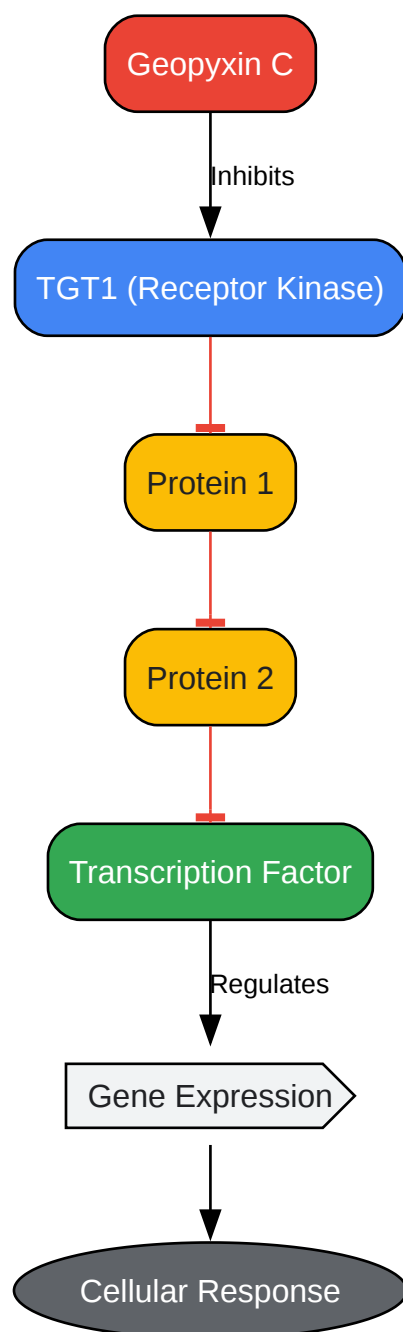 Geopyxin C
Inhibits
TGT1 (Receptor Kinase)
Protein 1
Protein 2
Transcription Factor
Regulates
Gene Expression
Cellular Response